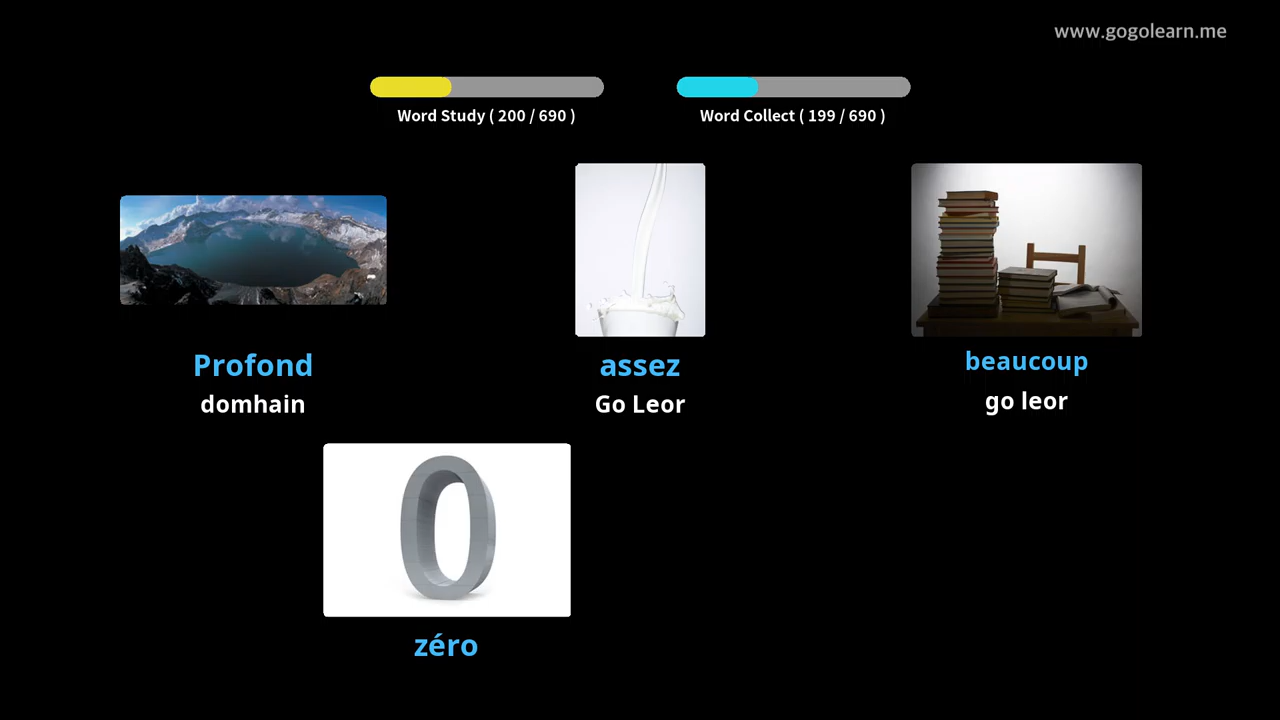 www.gogolearn.me
Word Study ( 200 / 690 )
Word Collect ( 199 / 690 )
Profond
domhain
assez
Go Leor
beaucoup
go leor
0
zéro